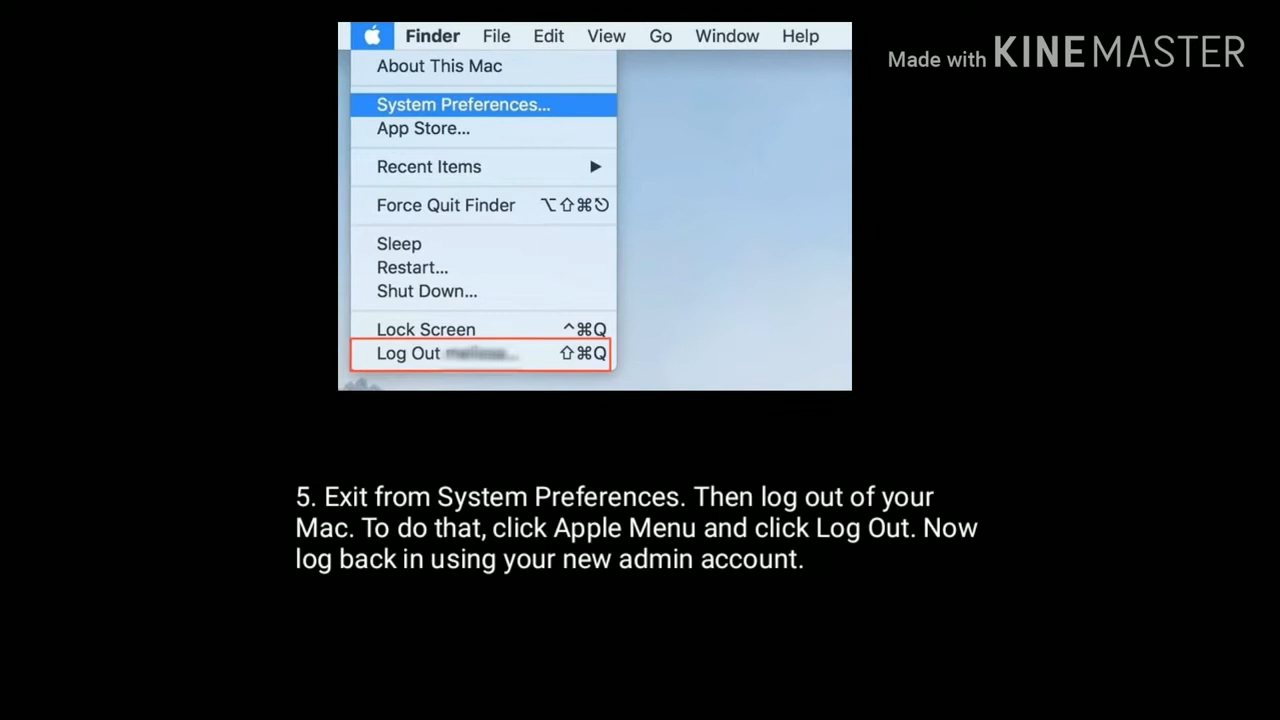 Finder File Edit View Go Window Help
Made with KINEMASTER
About This Mac
System Preferences...
App Store...
Recent Items ▶
Force Quit Finder ⌥⇧⌘⎋
Sleep
Restart...
Shut Down...
Lock Screen ^⌘Q
Log Out ⇧⌘Q
5. Exit from System Preferences. Then log out of your
Mac. To do that, click Apple Menu and click Log Out. Now
log back in using your new admin account.